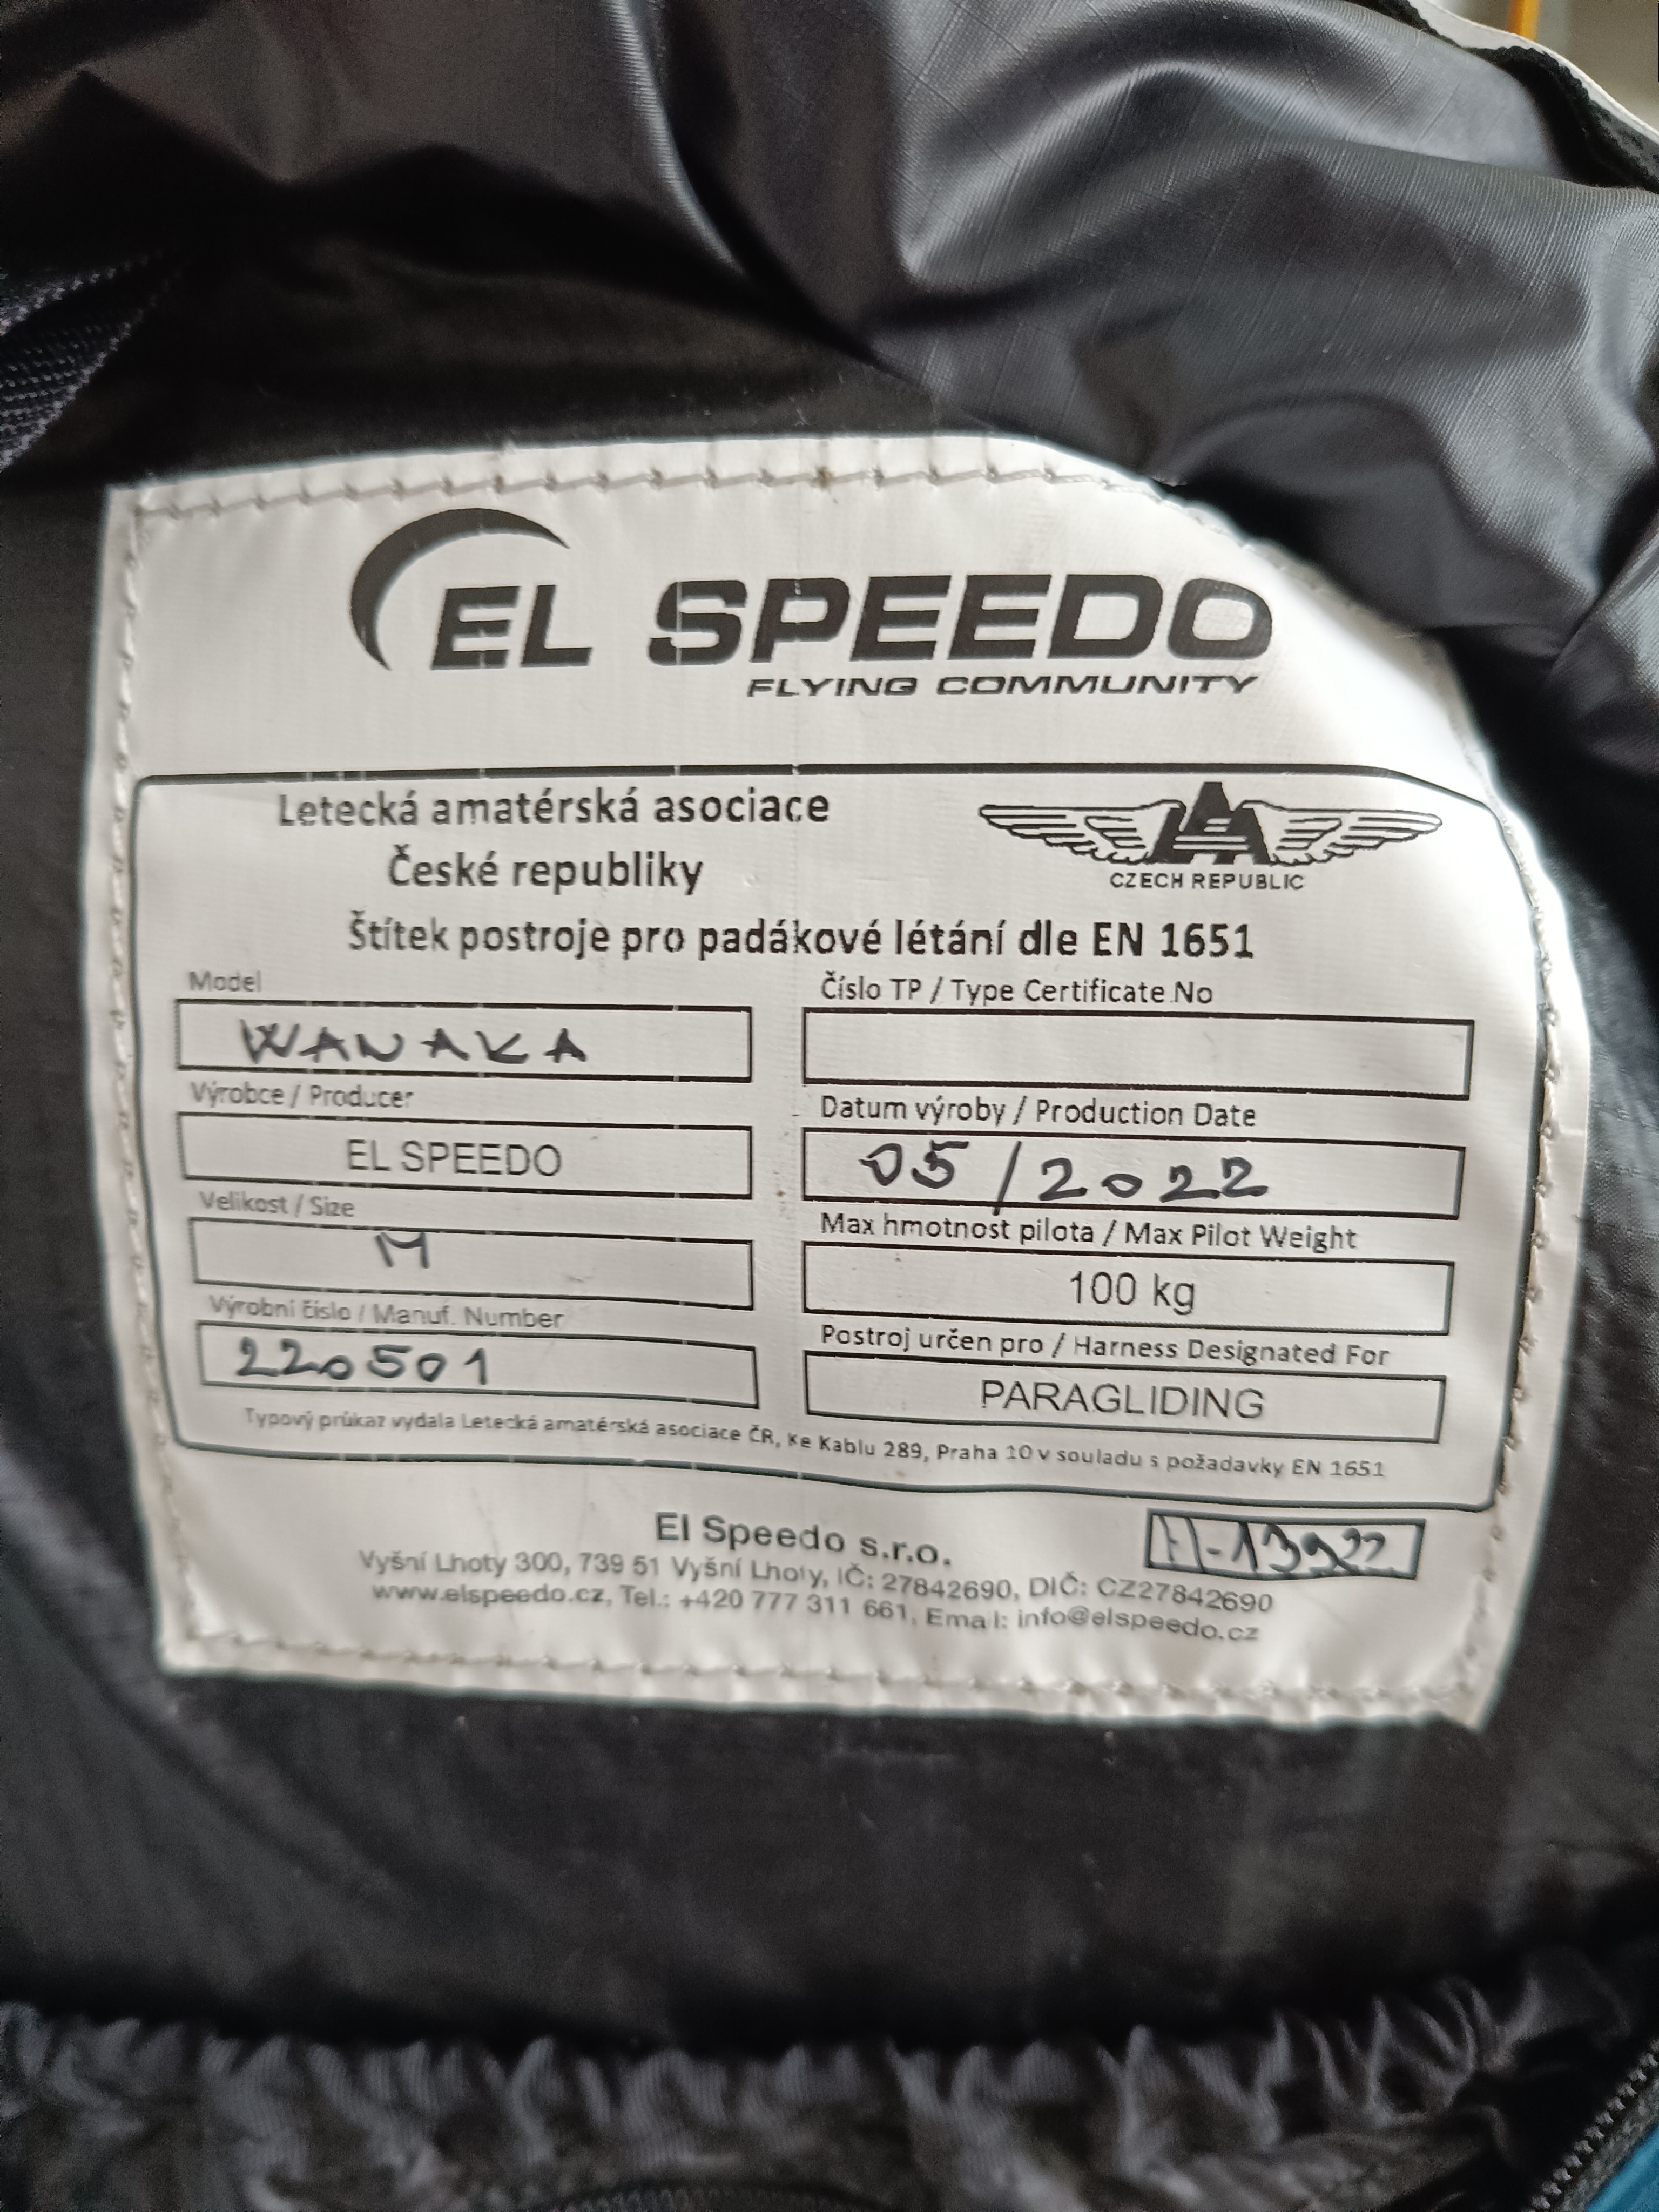 EL SPEEDO
FLYING COMMUNITY
Letecká amatérská asociace
České republiky
CZECH REPUBLIC
Štítek postroje pro padákové létání dle EN 1651
Model
WANAKA
Výrobce / Producer
EL SPEEDO
Velikost / Size
M
Výrobní číslo / Manuf. Number
220501
Číslo TP / Type Certificate No
Datum výroby / Production Date
05/2022
Max hmotnost pilota / Max Pilot Weight
100 kg
Postroj určen pro / Harness Designated For
PARAGLIDING
Typový průkaz vydala Letecká amatérská asociace ČR, Ke Kablu 289, Praha 10 v souladu s požadavky EN 1651
El Speedo s.r.o.
Vyšní Lhoty 300, 739 51 Vyšní Lhoty, IČ: 27842690, DIČ: CZ27842690
www.elspeedo.cz, Tel.: +420 777 311 661, Email: info@elspeedo.cz